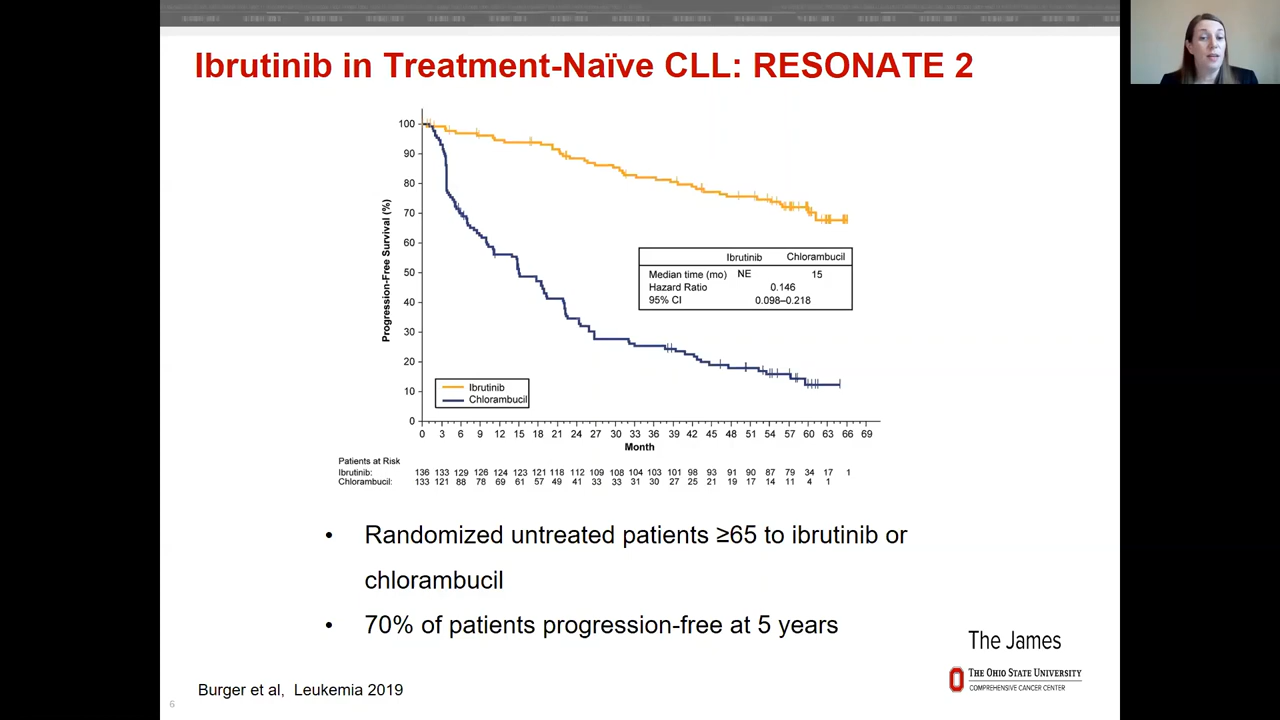 Ibrutinib in Treatment-Naïve CLL: RESONATE 2
Progression-Free Survival (%)
100
90
80
70
60
50
40
30
20
10
0
Ibrutinib Chlorambucil
Median time (mo) NE 15
Hazard Ratio 0.146
95% CI 0.098–0.218
Ibrutinib
Chlorambucil
0 3 6 9 12 15 18 21 24 27 30 33 36 39 42 45 48 51 54 57 60 63 66 69
Month
Patients at Risk
Ibrutinib: 136 133 129 126 124 123 121 118 112 109 108 104 103 101 98 93 91 90 87 79 34 17 1
Chlorambucil: 133 121 88 78 69 61 57 49 41 33 33 31 30 27 25 21 19 17 14 11 4 1
• Randomized untreated patients ≥65 to ibrutinib or
chlorambucil
• 70% of patients progression-free at 5 years
The James
THE OHIO STATE UNIVERSITY
COMPREHENSIVE CANCER CENTER
Burger et al, Leukemia 2019
6